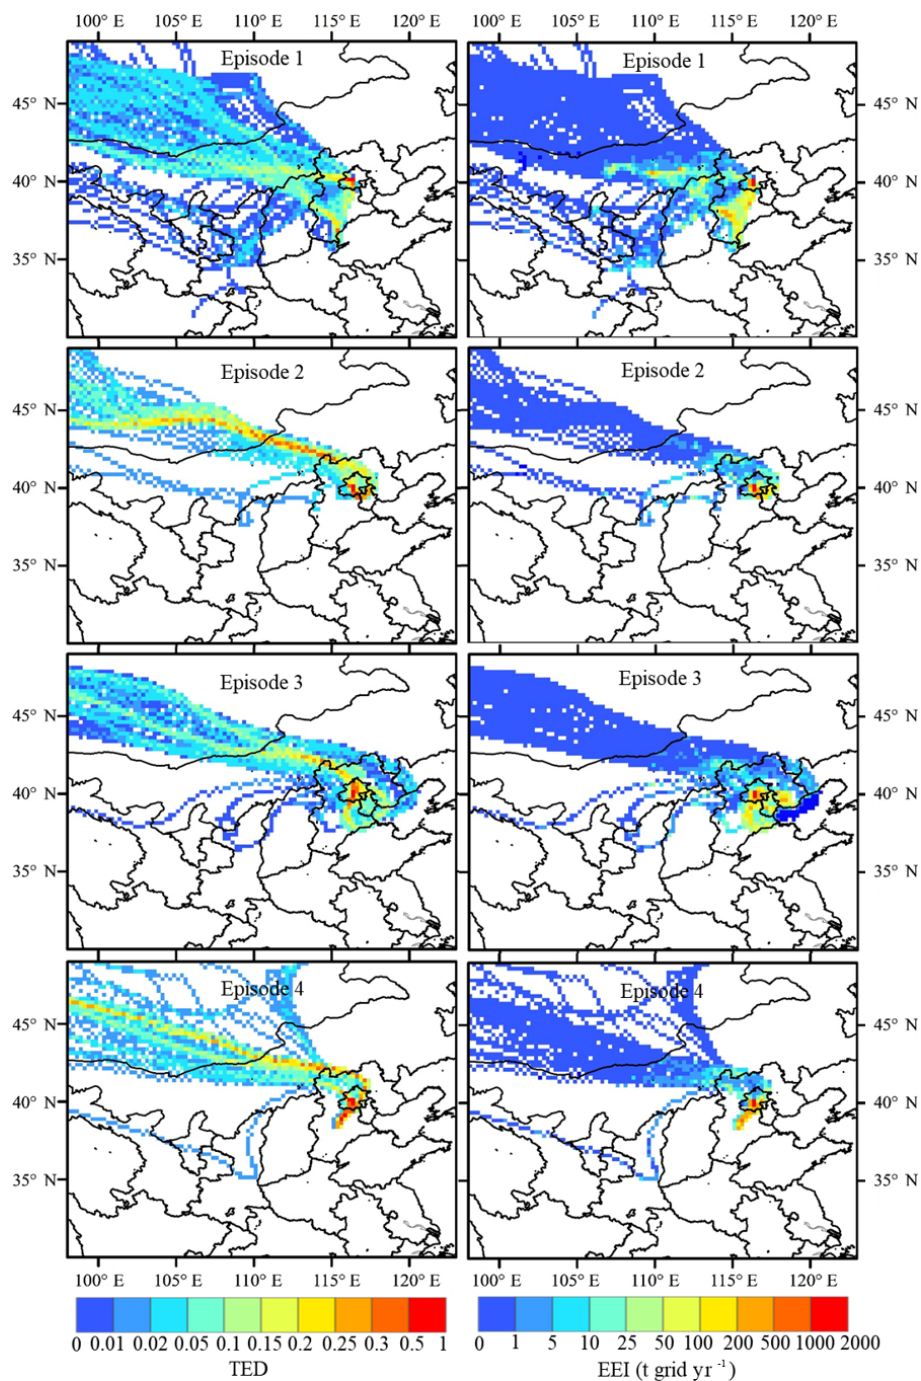 100° E 105° E 110° E 115° E 120° E 100° E 105° E 110° E 115° E 120° E
Episode 1 Episode 1
45° N 45° N
40° N 40° N
35° N 35° N
Episode 2 Episode 2
45° N 45° N
40° N 40° N
35° N 35° N
Episode 3 Episode 3
45° N 45° N
40° N 40° N
35° N 35° N
Episode 4 Episode 4
45° N 45° N
40° N 40° N
35° N 35° N
100° E 105° E 110° E 115° E 120° E 100° E 105° E 110° E 115° E 120° E
0 0.01 0.02 0.05 0.1 0.15 0.2 0.25 0.3 0.5 1 0 1 5 10 25 50 100 200 500 1000 2000
TED EEI (t grid yr⁻¹)